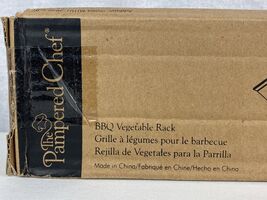 The
Pampered Chef
BBQ Vegetable Rack
Grille à légumes pour le barbecue
Rejilla de Vegetales para la Parrilla
Made in China/Fabriqué en Chine/Hecho en China